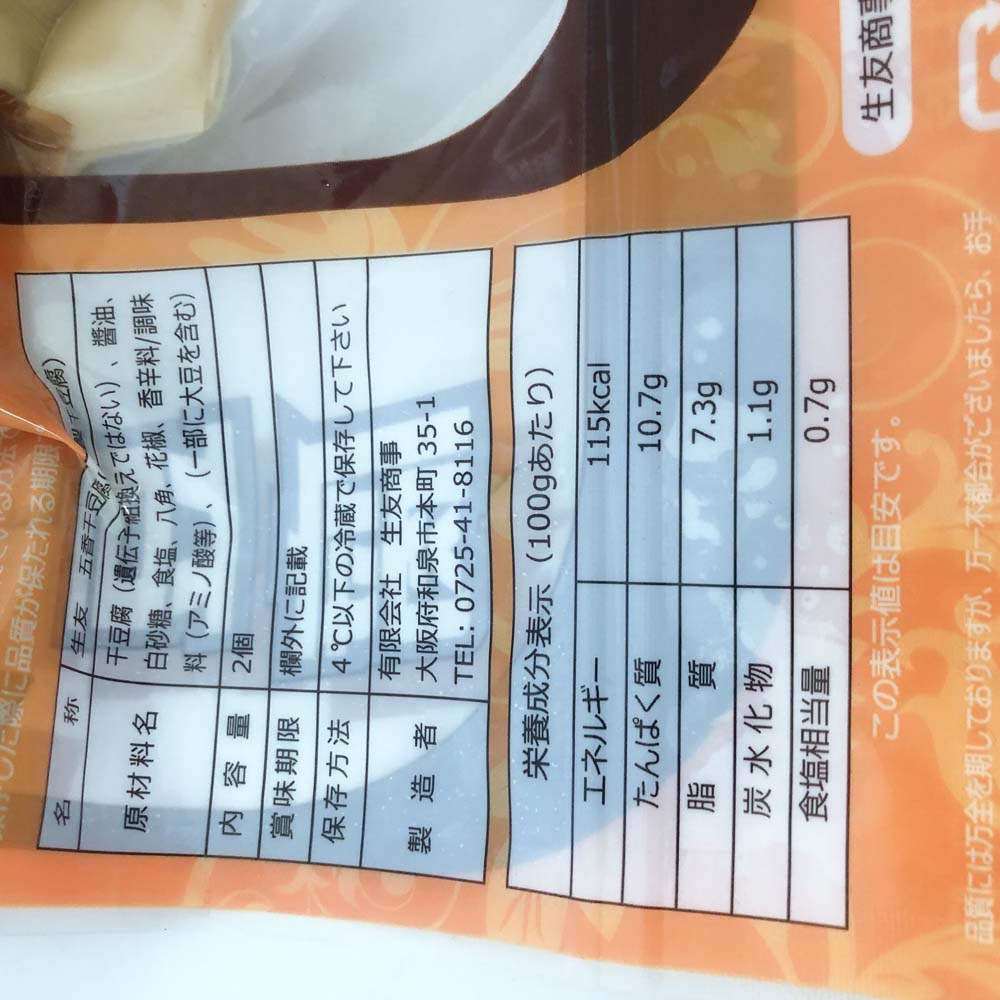 に品質が保たれる期限
名 称 生友 五香干豆腐
原材料名 干豆腐（遺伝子組換えではない）、醤油、
白砂糖、食塩、八角、花椒、香辛料/調味
料（アミノ酸等）、（一部に大豆を含む）
内 容 量 2個
賞味期限 欄外に記載
保存方法 4℃以下の冷蔵で保存して下さい
製 造 者 有限会社 生友商事
大阪府和泉市本町 35-1
TEL: 0725-41-8116
栄養成分表示（100gあたり）
エネルギー 115kcal
たんぱく質 10.7g
脂 質 7.3g
炭水化物 1.1g
食塩相当量 0.7g
この表示値は目安です。
品質には万全を期しておりますが、万一不都合がございましたら、お手
生友商事